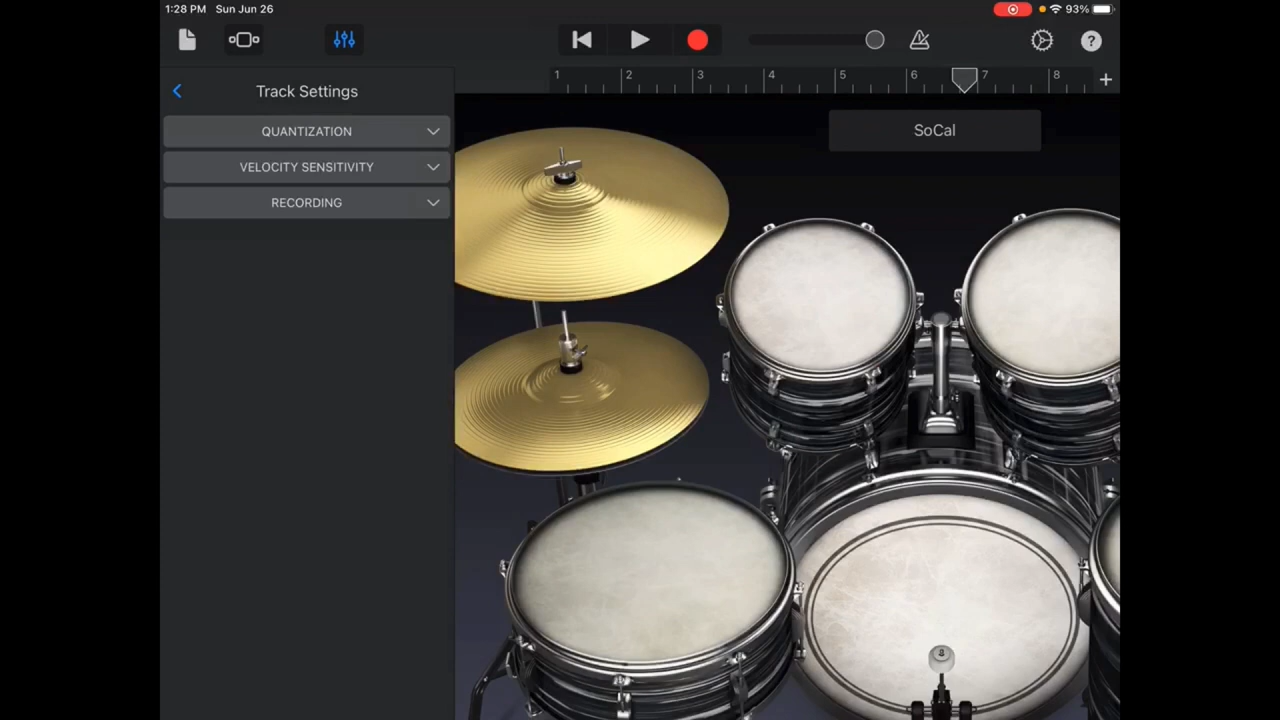 1:28 PM Sun Jun 26
93%
?
Track Settings
1 2 3 4 5 6 7 8 +
QUANTIZATION
SoCal
VELOCITY SENSITIVITY
RECORDING